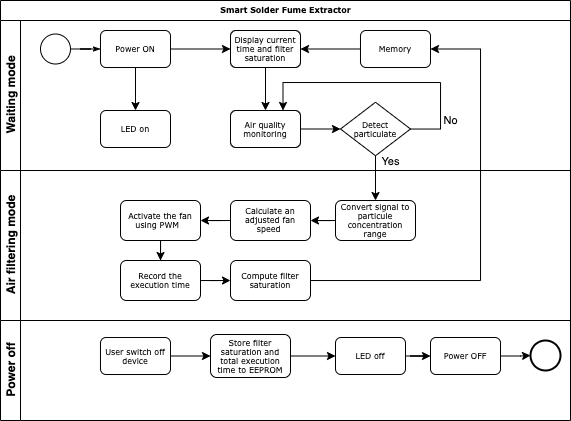 Smart Solder Fume Extractor
Waiting mode
Power ON
Display current
time and filter
saturation
Memory
LED on
Air quality
monitoring
Detect
particulate
No
Yes
Air filtering mode
Activate the fan
using PWM
Calculate an
adjusted fan
speed
Convert signal to
particule
concentration
range
Record the
execution time
Compute filter
saturation
Power off
User switch off
device
Store filter
saturation and
total execution
time to EEPROM
LED off
Power OFF